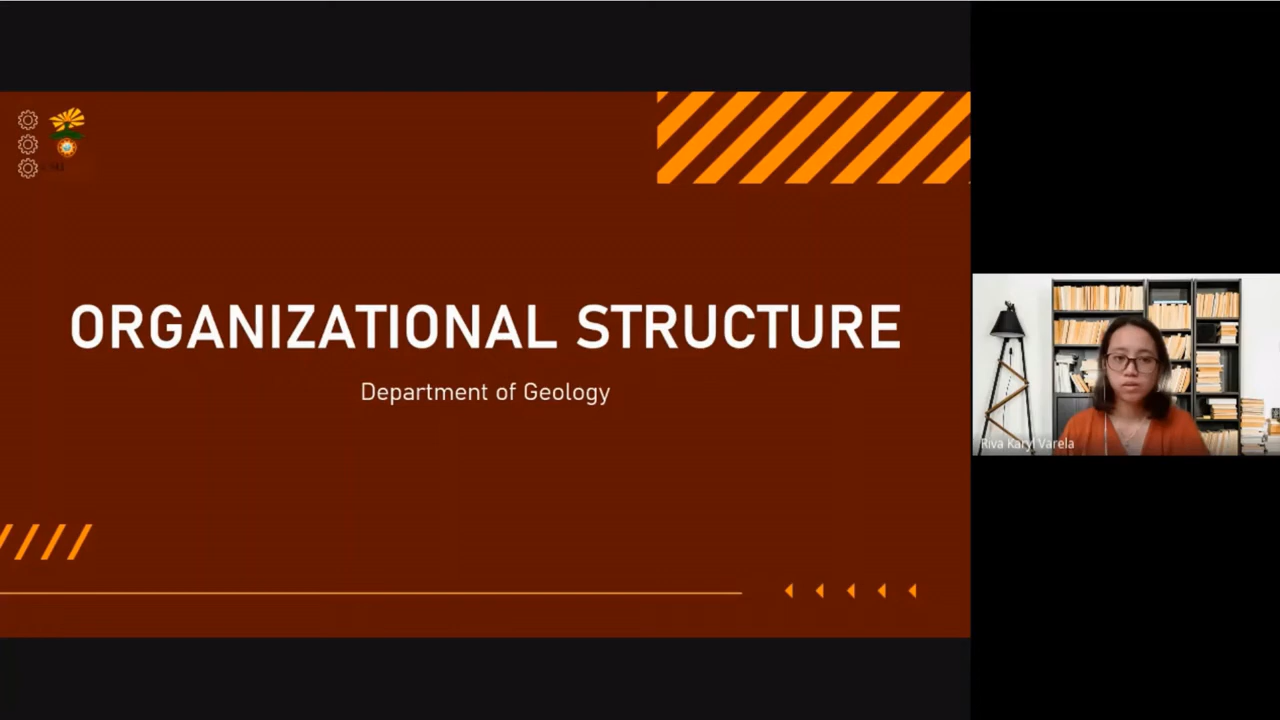 ORGANIZATIONAL STRUCTURE
Department of Geology
Riva Karyl Varela